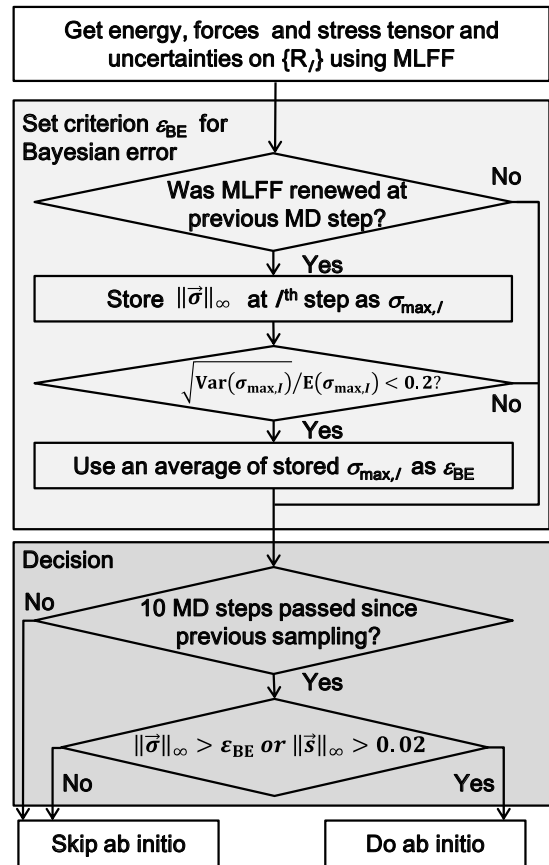 Get energy, forces and stress tensor and
uncertainties on {R_I} using MLFF
Set criterion ε_BE for
Bayesian error
Was MLFF renewed at
previous MD step?
No
Yes
Store ‖σ⃗‖_∞ at I^th step as σ_max,I
√Var(σ_max,I)/E(σ_max,I) < 0.2?
No
Yes
Use an average of stored σ_max,I as ε_BE
Decision
No
10 MD steps passed since
previous sampling?
Yes
‖σ⃗‖_∞ > ε_BE or ‖s⃗‖_∞ > 0.02
No
Yes
Skip ab initio
Do ab initio